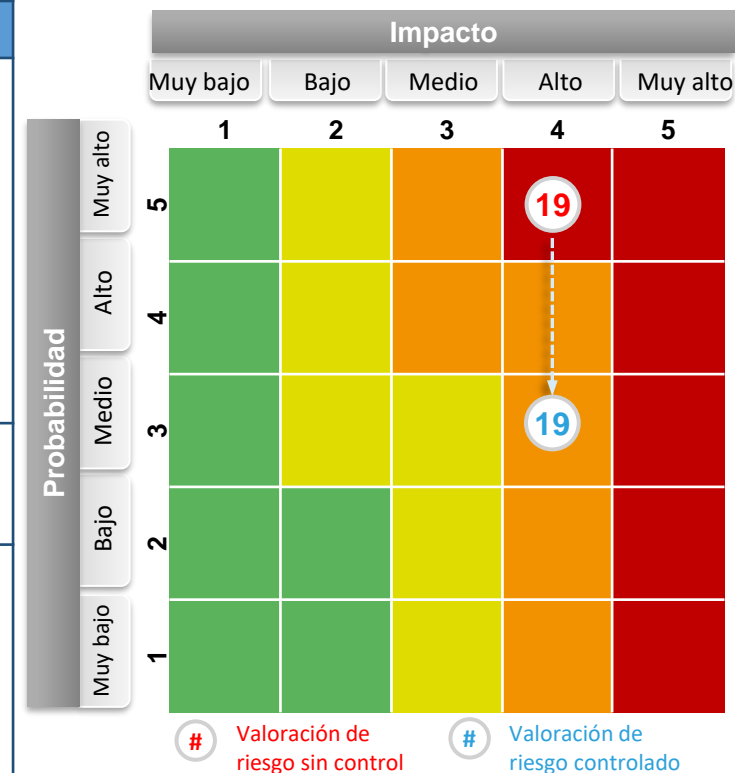 Impacto
Muy bajo Bajo Medio Alto Muy alto
1 2 3 4 5
Probabilidad
Muy alto 5 19
Alto 4
Medio 3 19
Bajo 2
Muy bajo 1
# Valoración de riesgo sin control
# Valoración de riesgo controlado